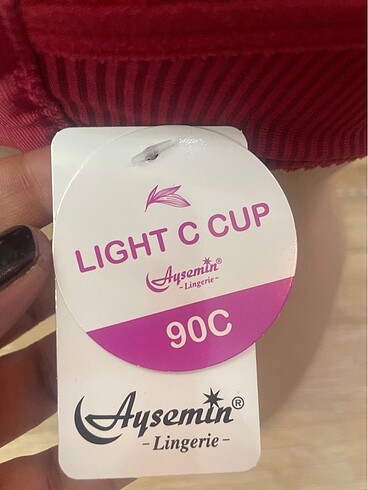 LIGHT C CUP
Aysemin®
- Lingerie -
90C
Aysemin®
- Lingerie -